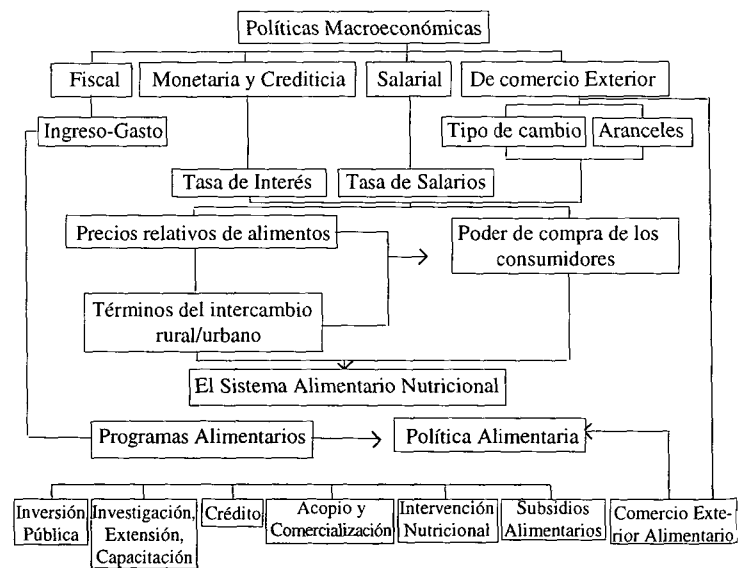 Políticas Macroeconómicas
Fiscal
Monetaria y Crediticia
Salarial
De comercio Exterior
Ingreso-Gasto
Tipo de cambio
Aranceles
Tasa de Interés
Tasa de Salarios
Precios relativos de alimentos
Poder de compra de los
consumidores
Términos del intercambio
rural/urbano
El Sistema Alimentario Nutricional
Programas Alimentarios
Política Alimentaria
Inversión
Pública
Investigación,
Extensión,
Capacitación
Crédito
Acopio y
Comercialización
Intervención
Nutricional
Subsidios
Alimentarios
Comercio Exte-
rior Alimentario